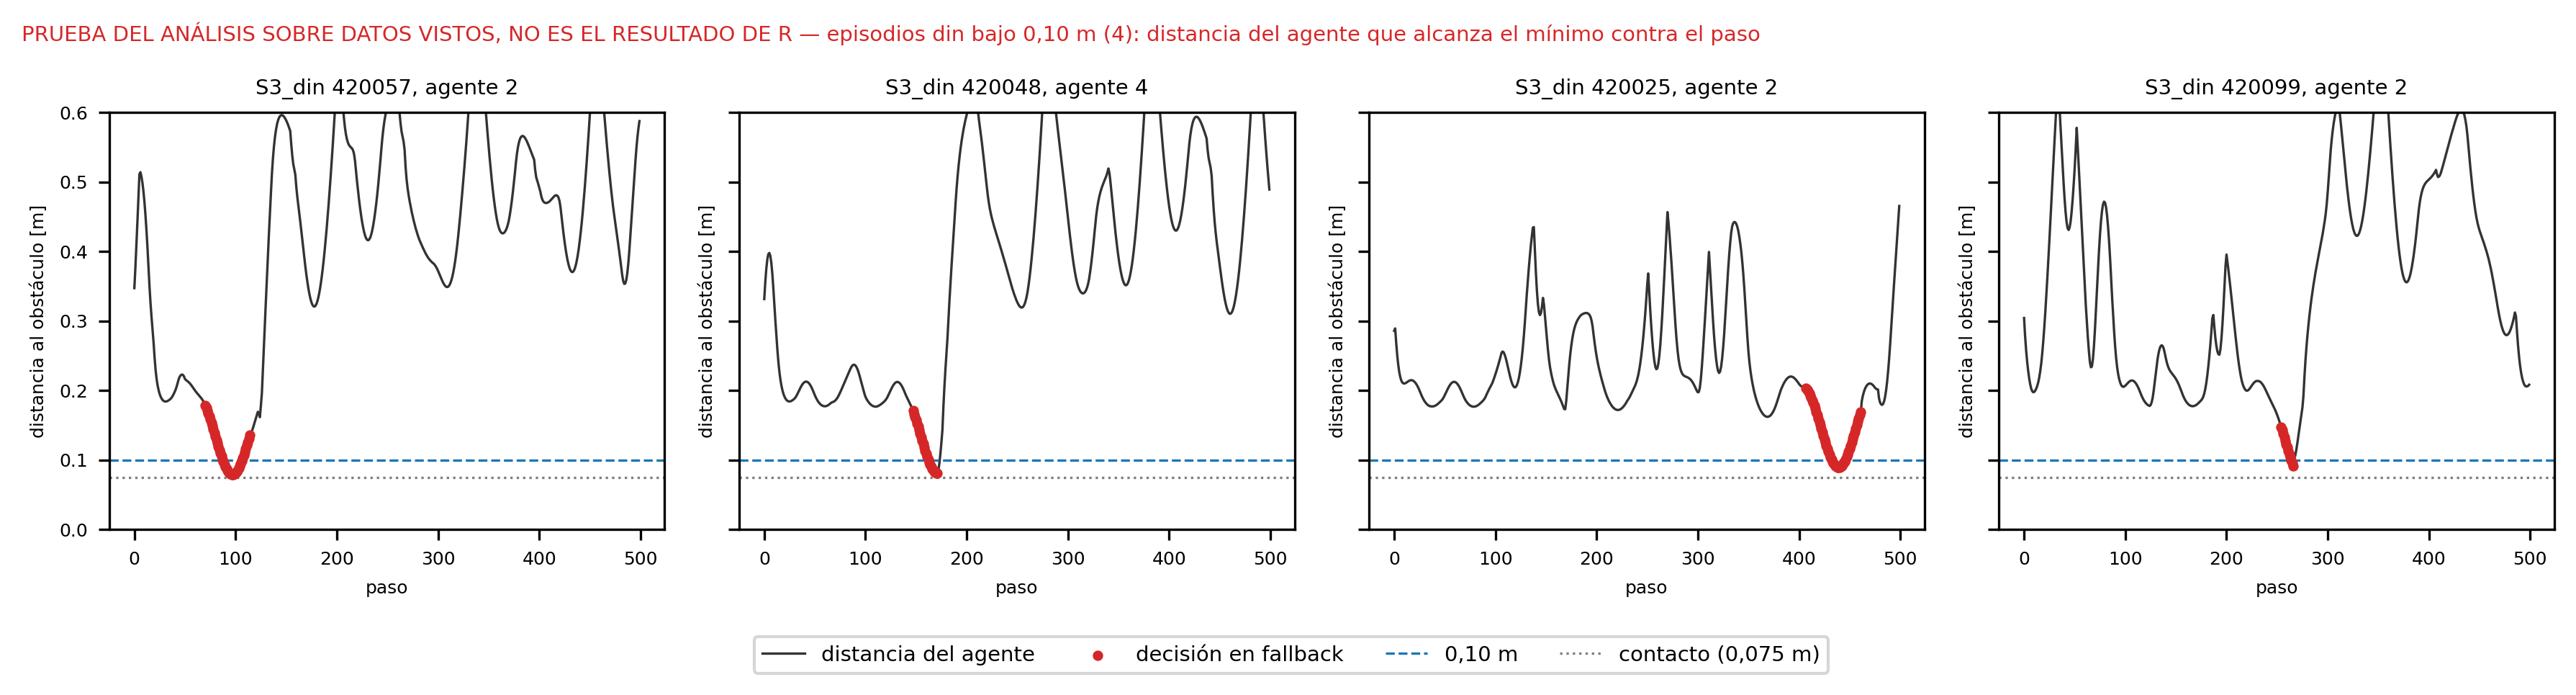 PRUEBA DEL ANÁLISIS SOBRE DATOS VISTOS, NO ES EL RESULTADO DE R — episodios din bajo 0,10 m (4): distancia del agente que alcanza el mínimo contra el paso
S3_din 420057, agente 2
distancia al obstáculo [m]
0.6
0.5
0.4
0.3
0.2
0.1
0.0
0 100 200 300 400 500
paso
S3_din 420048, agente 4
distancia al obstáculo [m]
0 100 200 300 400 500
paso
S3_din 420025, agente 2
distancia al obstáculo [m]
0 100 200 300 400 500
paso
S3_din 420099, agente 2
distancia al obstáculo [m]
0 100 200 300 400 500
paso
distancia del agente decisión en fallback 0,10 m contacto (0,075 m)